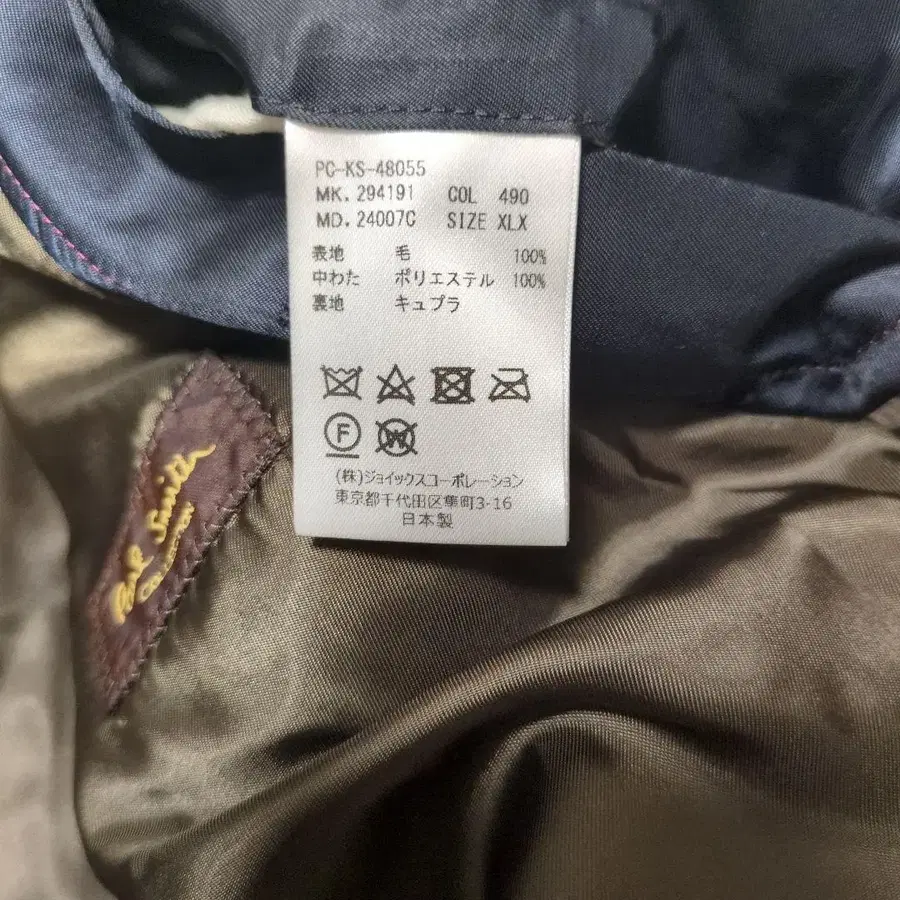 PC-KS-48055
MK. 294191 COL 490
MD. 24007C SIZE XLX
表地 毛 100%
中わた ポリエステル 100%
裏地 キュプラ
F
W
(株)ジョイックスコーポレーション
東京都千代田区隼町3-16
日本製
Paul Smith
COLLECTION